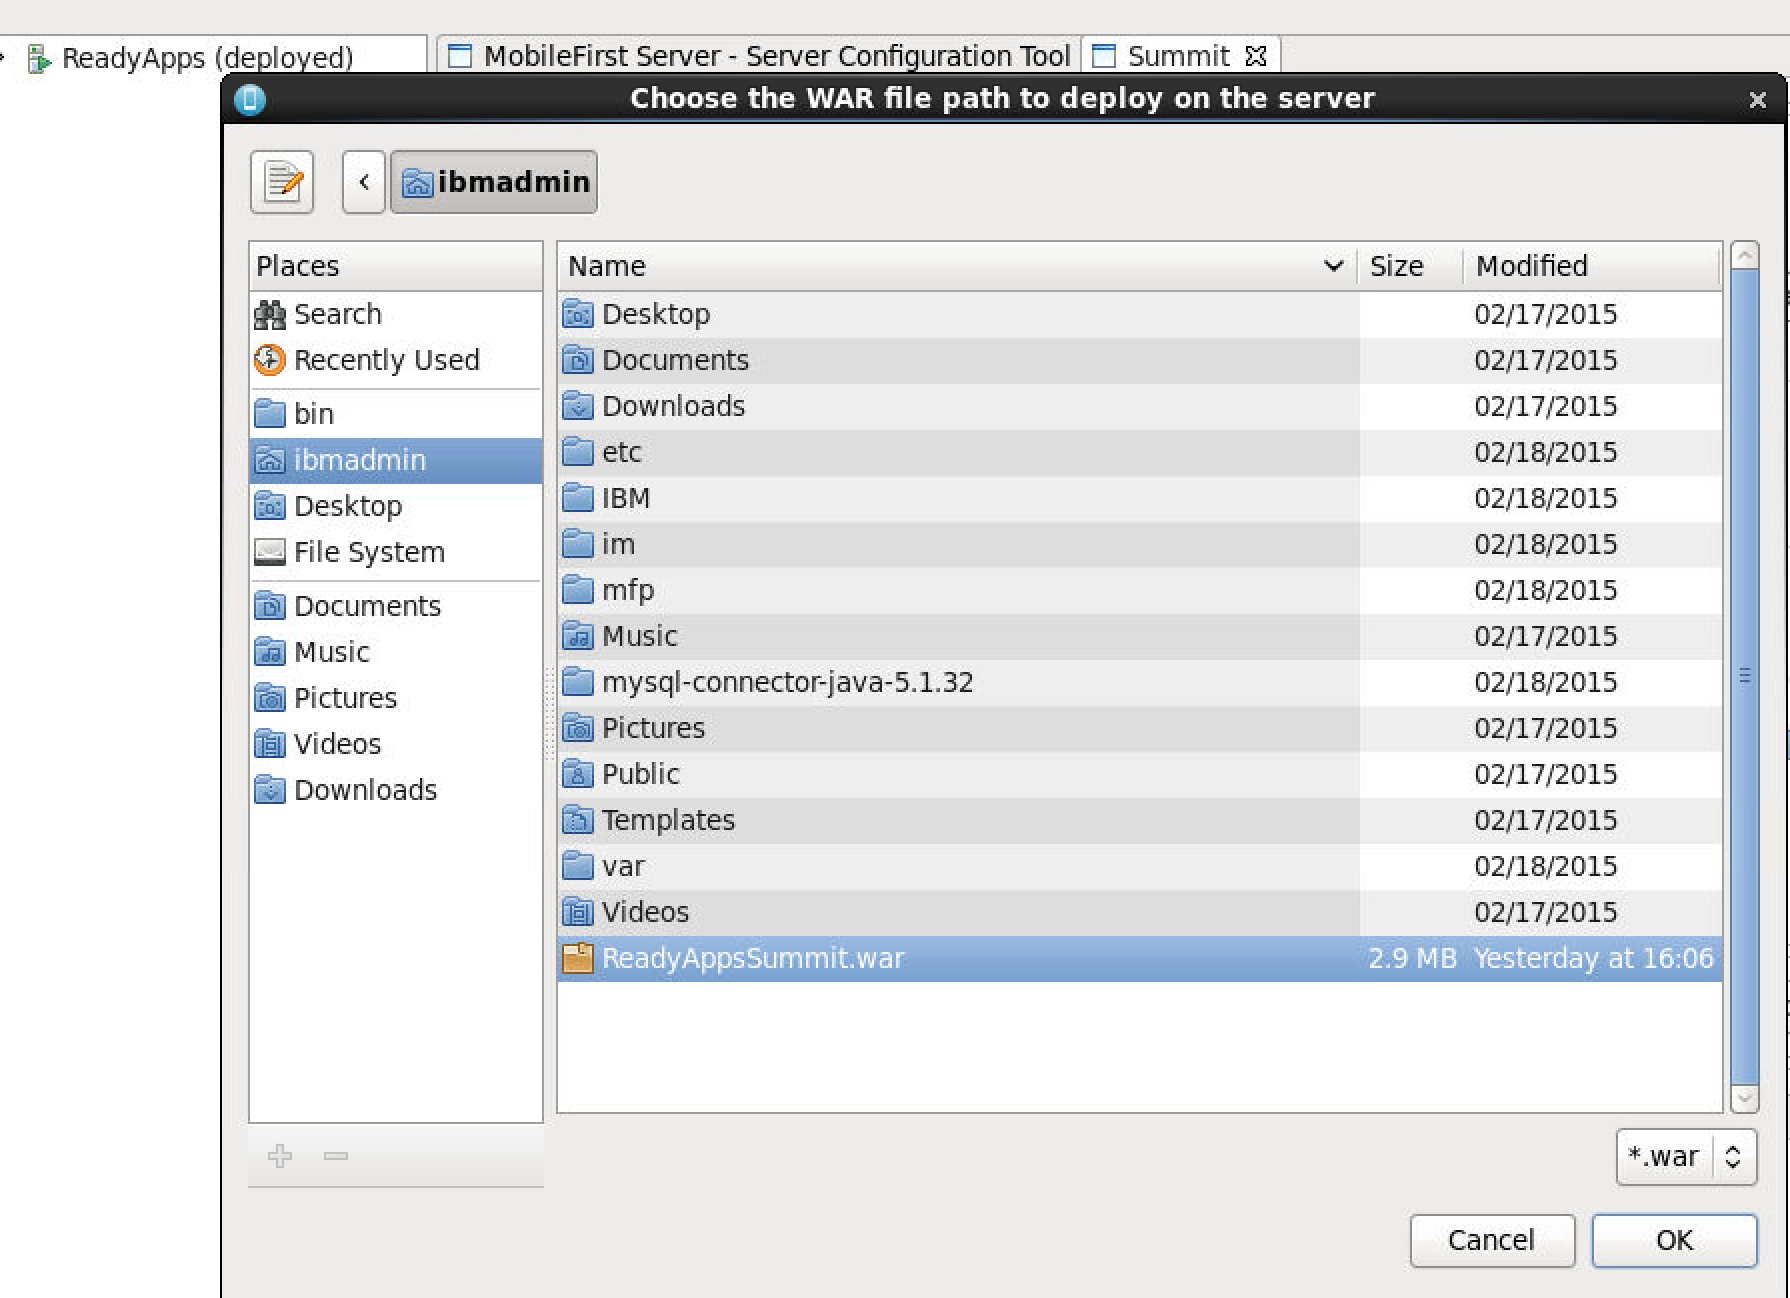 ReadyApps (deployed)
MobileFirst Server - Server Configuration Tool
Summit
Choose the WAR file path to deploy on the server
ibmadmin
Places
Search
Recently Used
bin
ibmadmin
Desktop
File System
Documents
Music
Pictures
Videos
Downloads
Name Size Modified
Desktop 02/17/2015
Documents 02/17/2015
Downloads 02/17/2015
etc 02/18/2015
IBM 02/18/2015
im 02/18/2015
mfp 02/18/2015
Music 02/17/2015
mysql-connector-java-5.1.32 02/18/2015
Pictures 02/17/2015
Public 02/17/2015
Templates 02/17/2015
var 02/18/2015
Videos 02/17/2015
ReadyAppsSummit.war 2.9 MB Yesterday at 16:06
*.war
Cancel OK